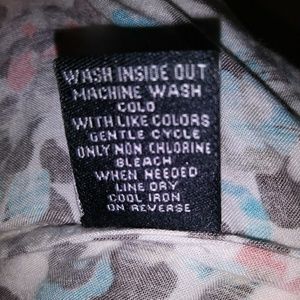 WASH INSIDE OUT
MACHINE WASH
COLD
WITH LIKE COLORS
GENTLE CYCLE
ONLY NON CHLORINE
BLEACH
WHEN NEEDED
LINE DRY
COOL IRON
ON REVERSE